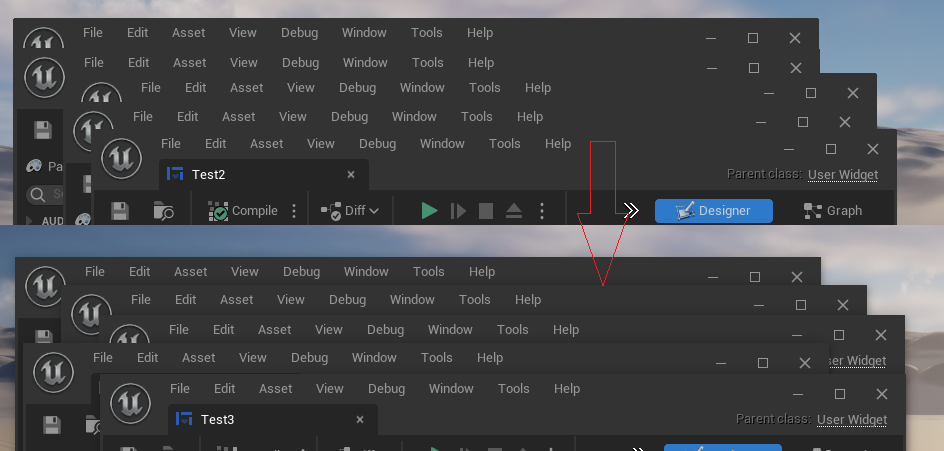 File Edit Asset View Debug Window Tools Help
File Edit Asset View Debug Window Tools Help
File Edit Asset View Debug Window Tools Help
File Edit Asset View Debug Window Tools Help
File Edit Asset View Debug Window Tools Help
Pa
Test2
Parent class: User Widget
AUD
Compile
Diff
Designer
Graph
File Edit Asset View Debug Window Tools Help
File Edit Asset View Debug Window Tools Help
File Edit Asset View Debug Window Tools Help
File Edit Asset View Debug Window Tools Help
ser Widget
File Edit Asset View Debug Window Tools Help
Test3
Parent class: User Widget